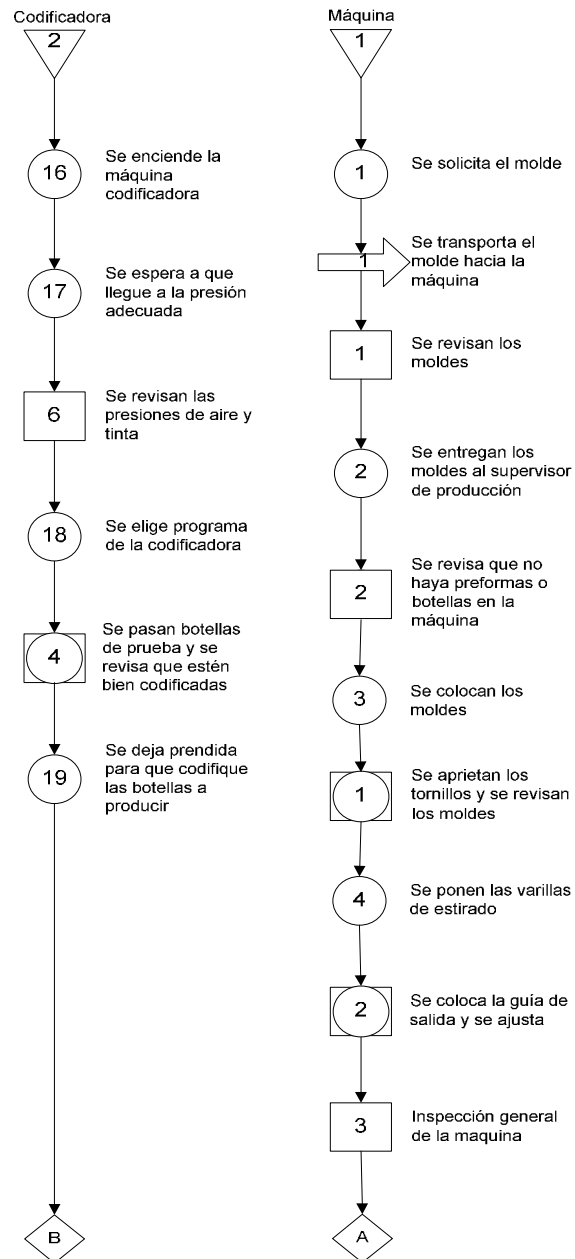 Codificadora
2
16
Se enciende la
máquina
codificadora
17
Se espera a que
llegue a la presión
adecuada
6
Se revisan las
presiones de aire y
tinta
18
Se elige programa
de la codificadora
4
Se pasan botellas
de prueba y se
revisa que estén
bien codificadas
19
Se deja prendida
para que codifique
las botellas a
producir
B
Máquina
1
1
Se solicita el molde
1
Se transporta el
molde hacia la
máquina
1
Se revisan los
moldes
2
Se entregan los
moldes al supervisor
de producción
2
Se revisa que no
haya preformas o
botellas en la
máquina
3
Se colocan los
moldes
1
Se aprietan los
tornillos y se revisan
los moldes
4
Se ponen las varillas
de estirado
2
Se coloca la guía de
salida y se ajusta
3
Inspección general
de la maquina
A